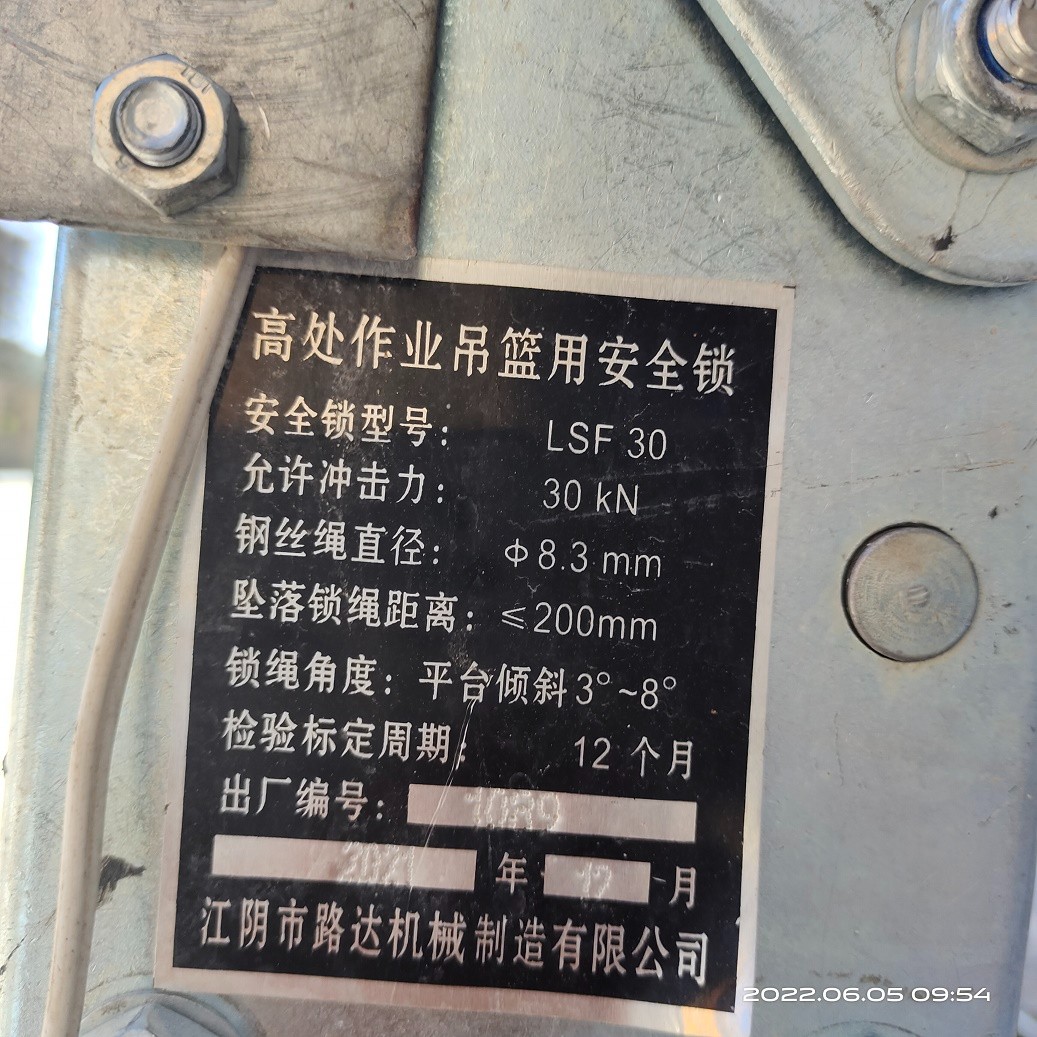 高处作业吊篮用安全锁
安全锁型号： LSF 30
允许冲击力： 30 kN
钢丝绳直径： φ8.3 mm
坠落锁绳距离：≤200mm
锁绳角度：平台倾斜3°~8°
检验标定周期： 12 个月
出厂编号：
2021 年 12 月
江阴市路达机械制造有限公司
2022.06.05 09:54